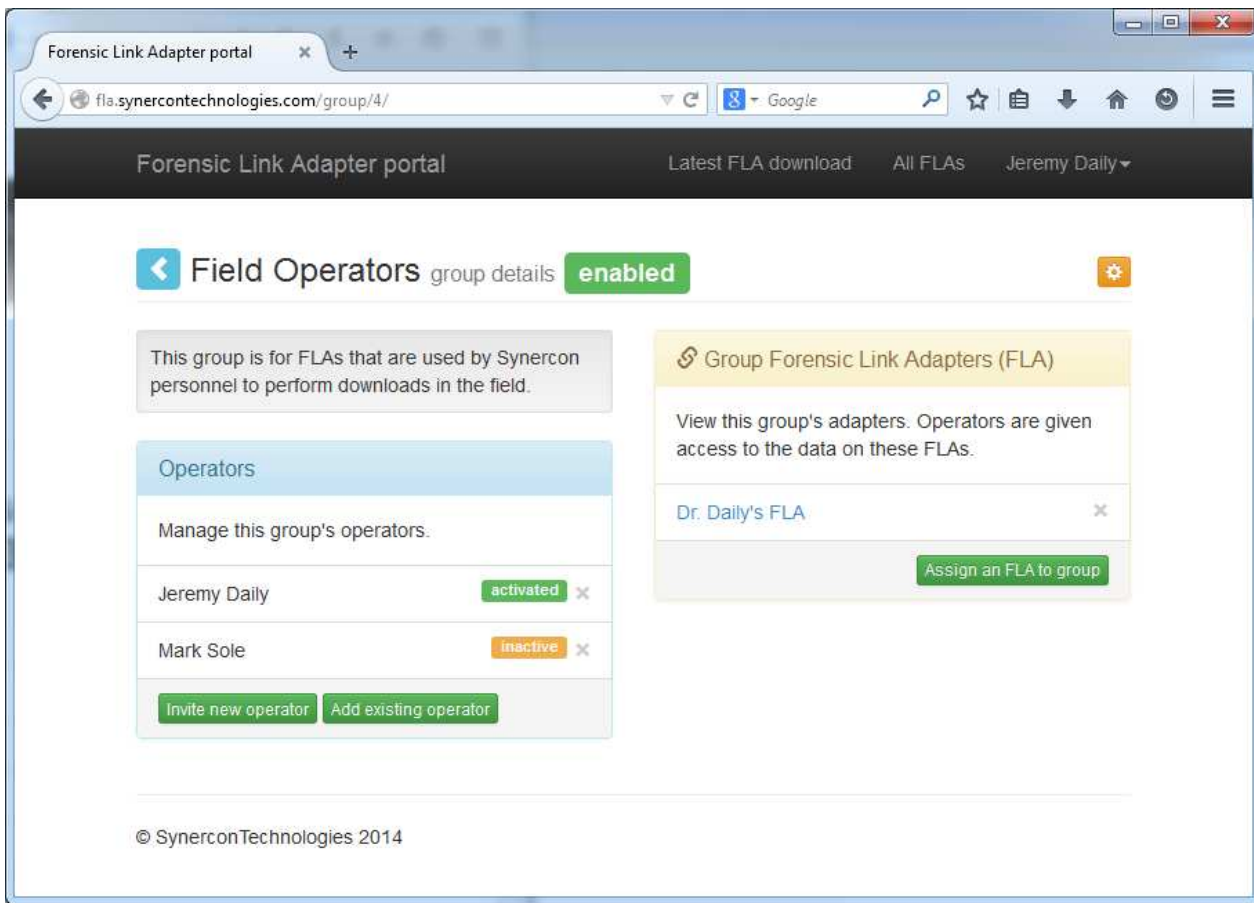 Forensic Link Adapter portal
fla.synercontechnologies.com/group/4/
Google
Forensic Link Adapter portal
Latest FLA download
All FLAs
Jeremy Daily
Field Operators group details enabled
This group is for FLAs that are used by Synercon
personnel to perform downloads in the field.
Operators
Manage this group's operators.
Jeremy Daily activated
Mark Sole inactive
Invite new operator Add existing operator
Group Forensic Link Adapters (FLA)
View this group's adapters. Operators are given
access to the data on these FLAs.
Dr. Daily's FLA
Assign an FLA to group
© SynerconTechnologies 2014